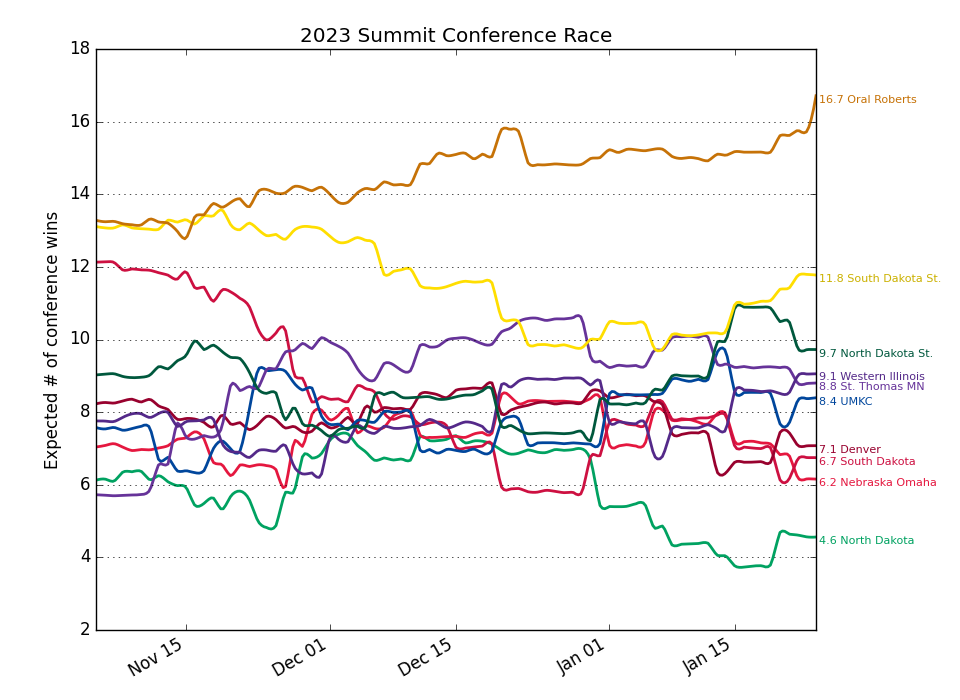 2023 Summit Conference Race
Expected # of conference wins
18
16
14
12
10
8
6
4
2
Nov 15
Dec 01
Dec 15
Jan 01
Jan 15
16.7 Oral Roberts
11.8 South Dakota St.
9.7 North Dakota St.
9.1 Western Illinois
8.8 St. Thomas MN
8.4 UMKC
7.1 Denver
6.7 South Dakota
6.2 Nebraska Omaha
4.6 North Dakota